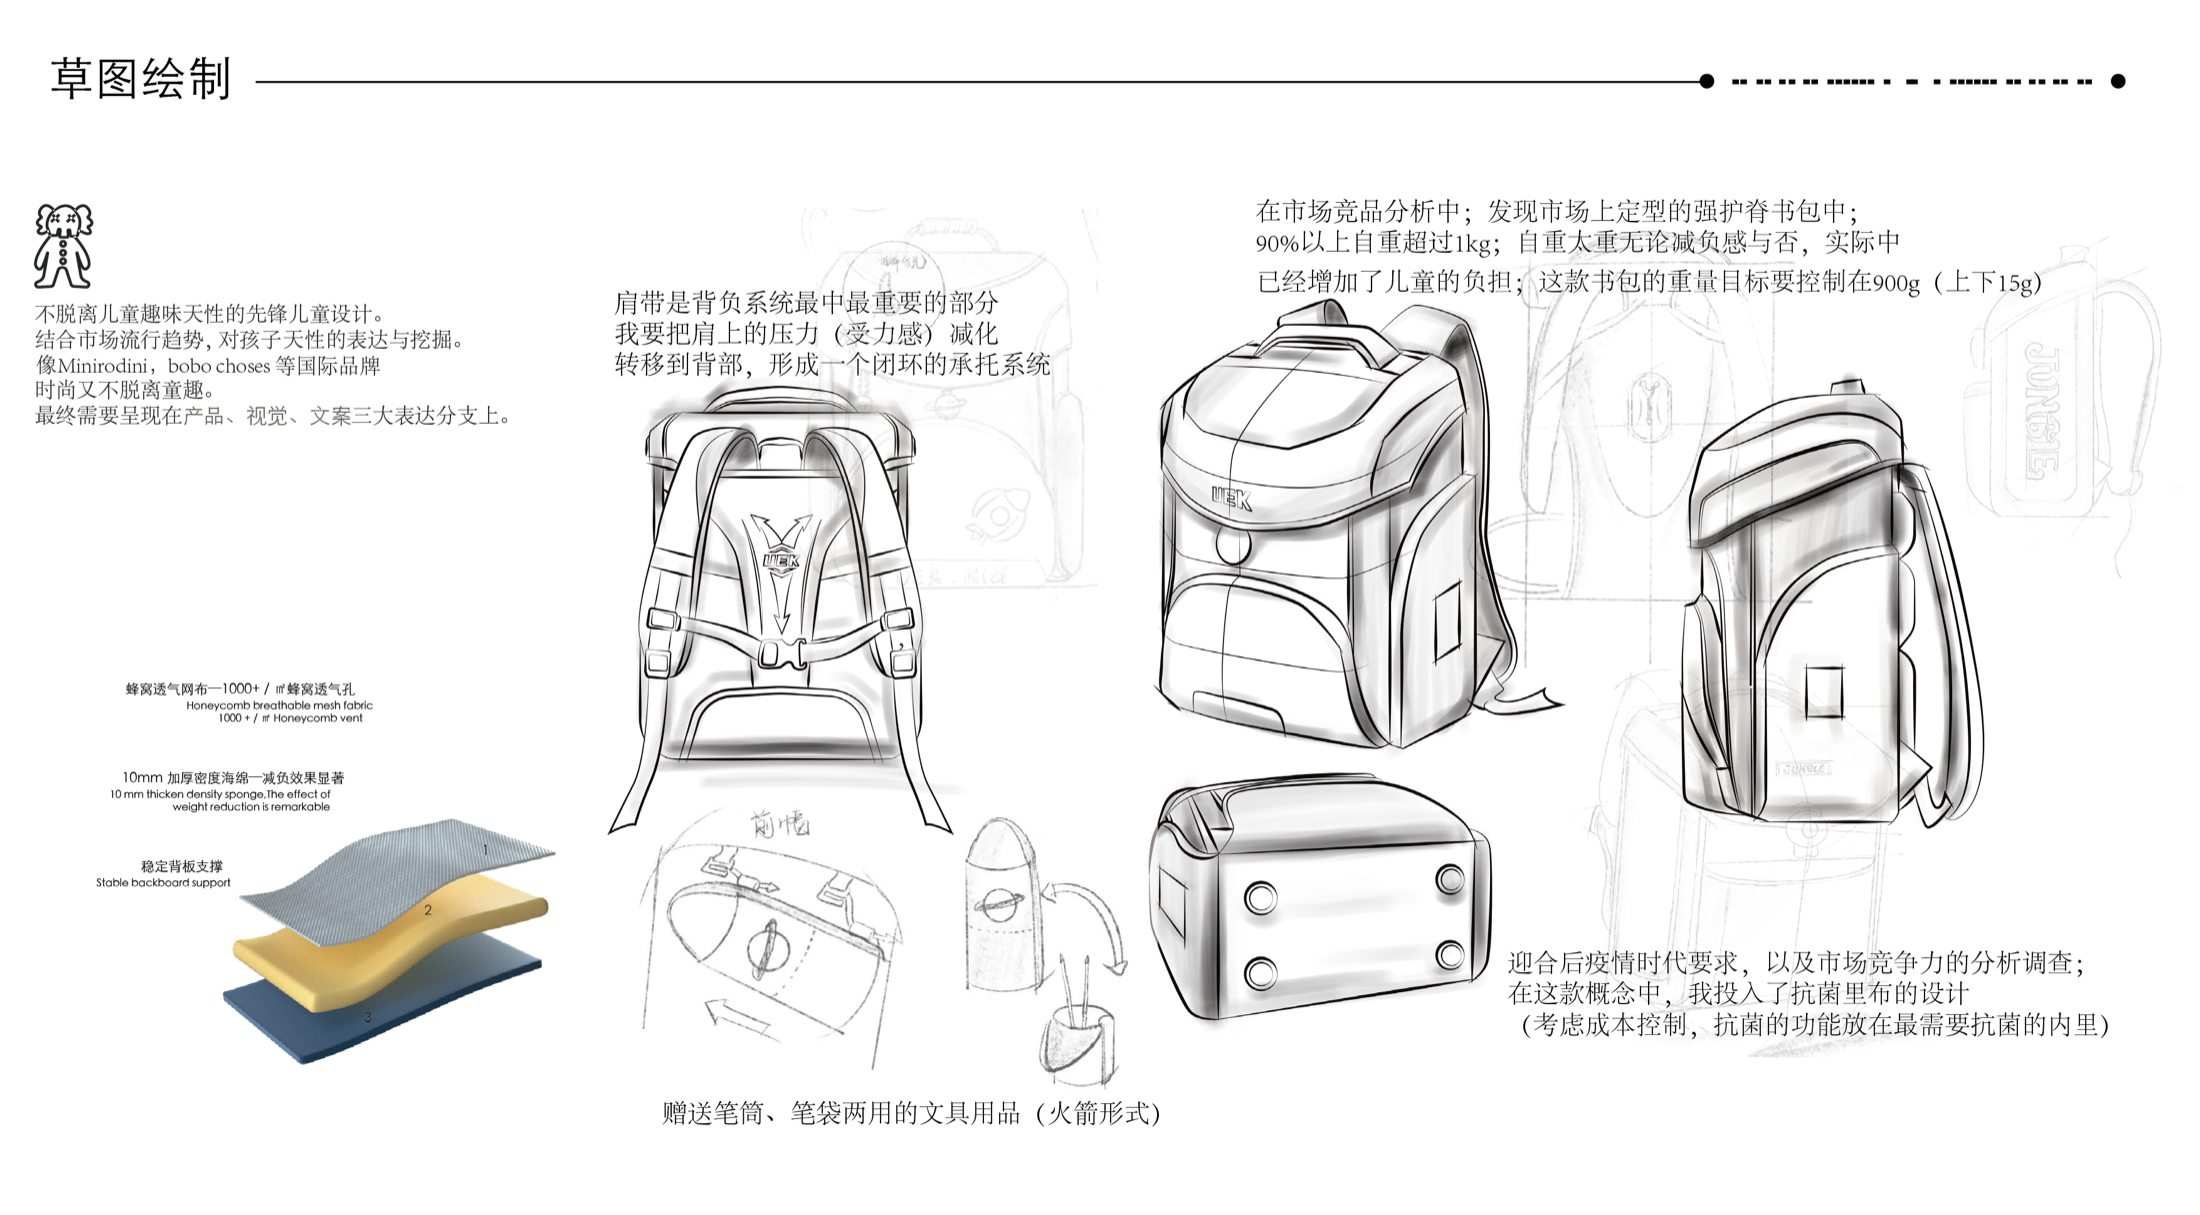 草图绘制
不脱离儿童趣味天性的先锋儿童设计。
结合市场流行趋势, 对孩子天性的表达与挖掘。
像Minirodini，bobo choses 等国际品牌
时尚又不脱离童趣。
最终需要呈现在产品、视觉、文案三大表达分支上。
肩带是背负系统最中最重要的部分
我要把肩上的压力（受力感）减化
转移到背部，形成一个闭环的承托系统
在市场竞品分析中；发现市场上定型的强护脊书包中；
90%以上自重超过1kg；自重太重无论减负感与否，实际中
已经增加了儿童的负担；这款书包的重量目标要控制在900g（上下15g）
UEK
UEK
JUNGLE
JUNGLE
蜂窝透气网布—1000+ / ㎡蜂窝透气孔
Honeycomb breathable mesh fabric
1000 + / ㎡ Honeycomb vent
10mm 加厚密度海绵—减负效果显著
10 mm thicken density sponge,The effect of
weight reduction is remarkable
稳定背板支撑
Stable backboard support
1
2
3
前幅
赠送笔筒、笔袋两用的文具用品（火箭形式）
迎合后疫情时代要求，以及市场竞争力的分析调查；
在这款概念中，我投入了抗菌里布的设计
（考虑成本控制，抗菌的功能放在最需要抗菌的内里）